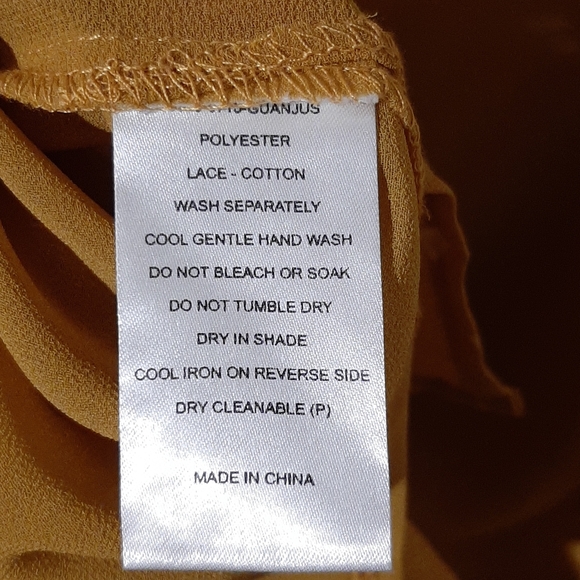 GUANJUS
POLYESTER
LACE - COTTON
WASH SEPARATELY
COOL GENTLE HAND WASH
DO NOT BLEACH OR SOAK
DO NOT TUMBLE DRY
DRY IN SHADE
COOL IRON ON REVERSE SIDE
DRY CLEANABLE (P)
MADE IN CHINA